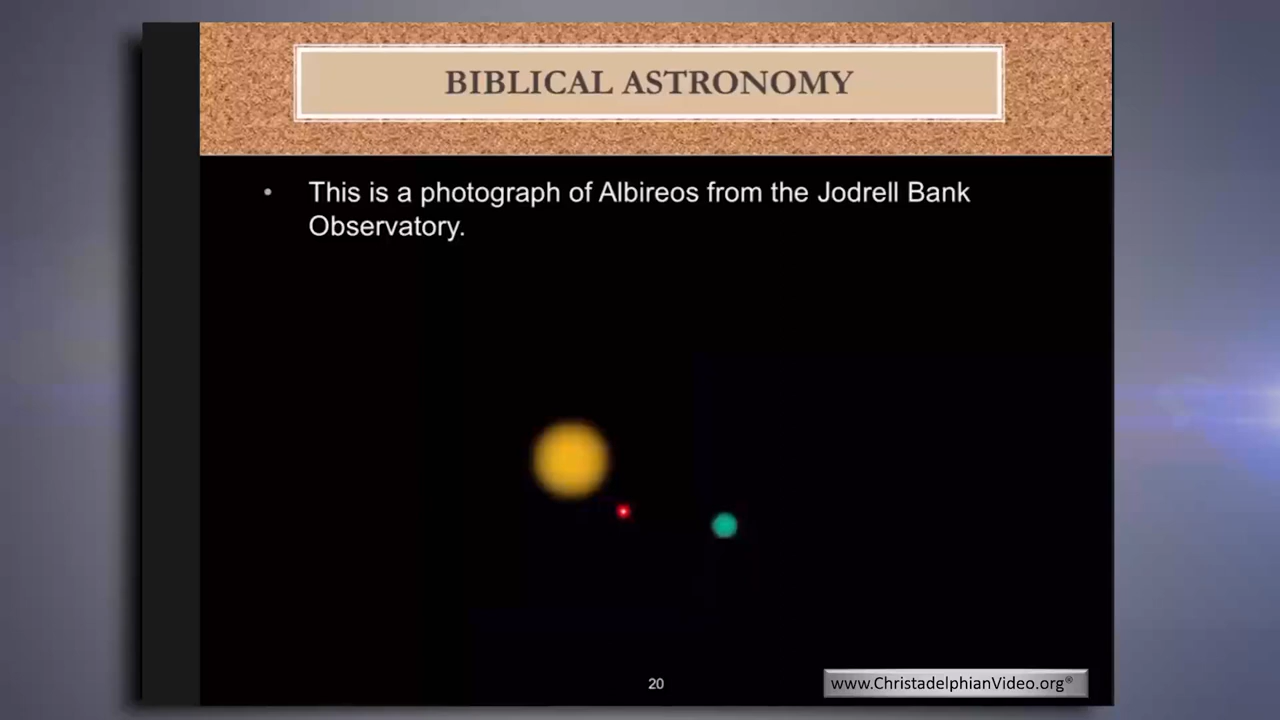 BIBLICAL ASTRONOMY
• This is a photograph of Albireos from the Jodrell Bank
Observatory.
20
www.ChristadelphianVideo.org®